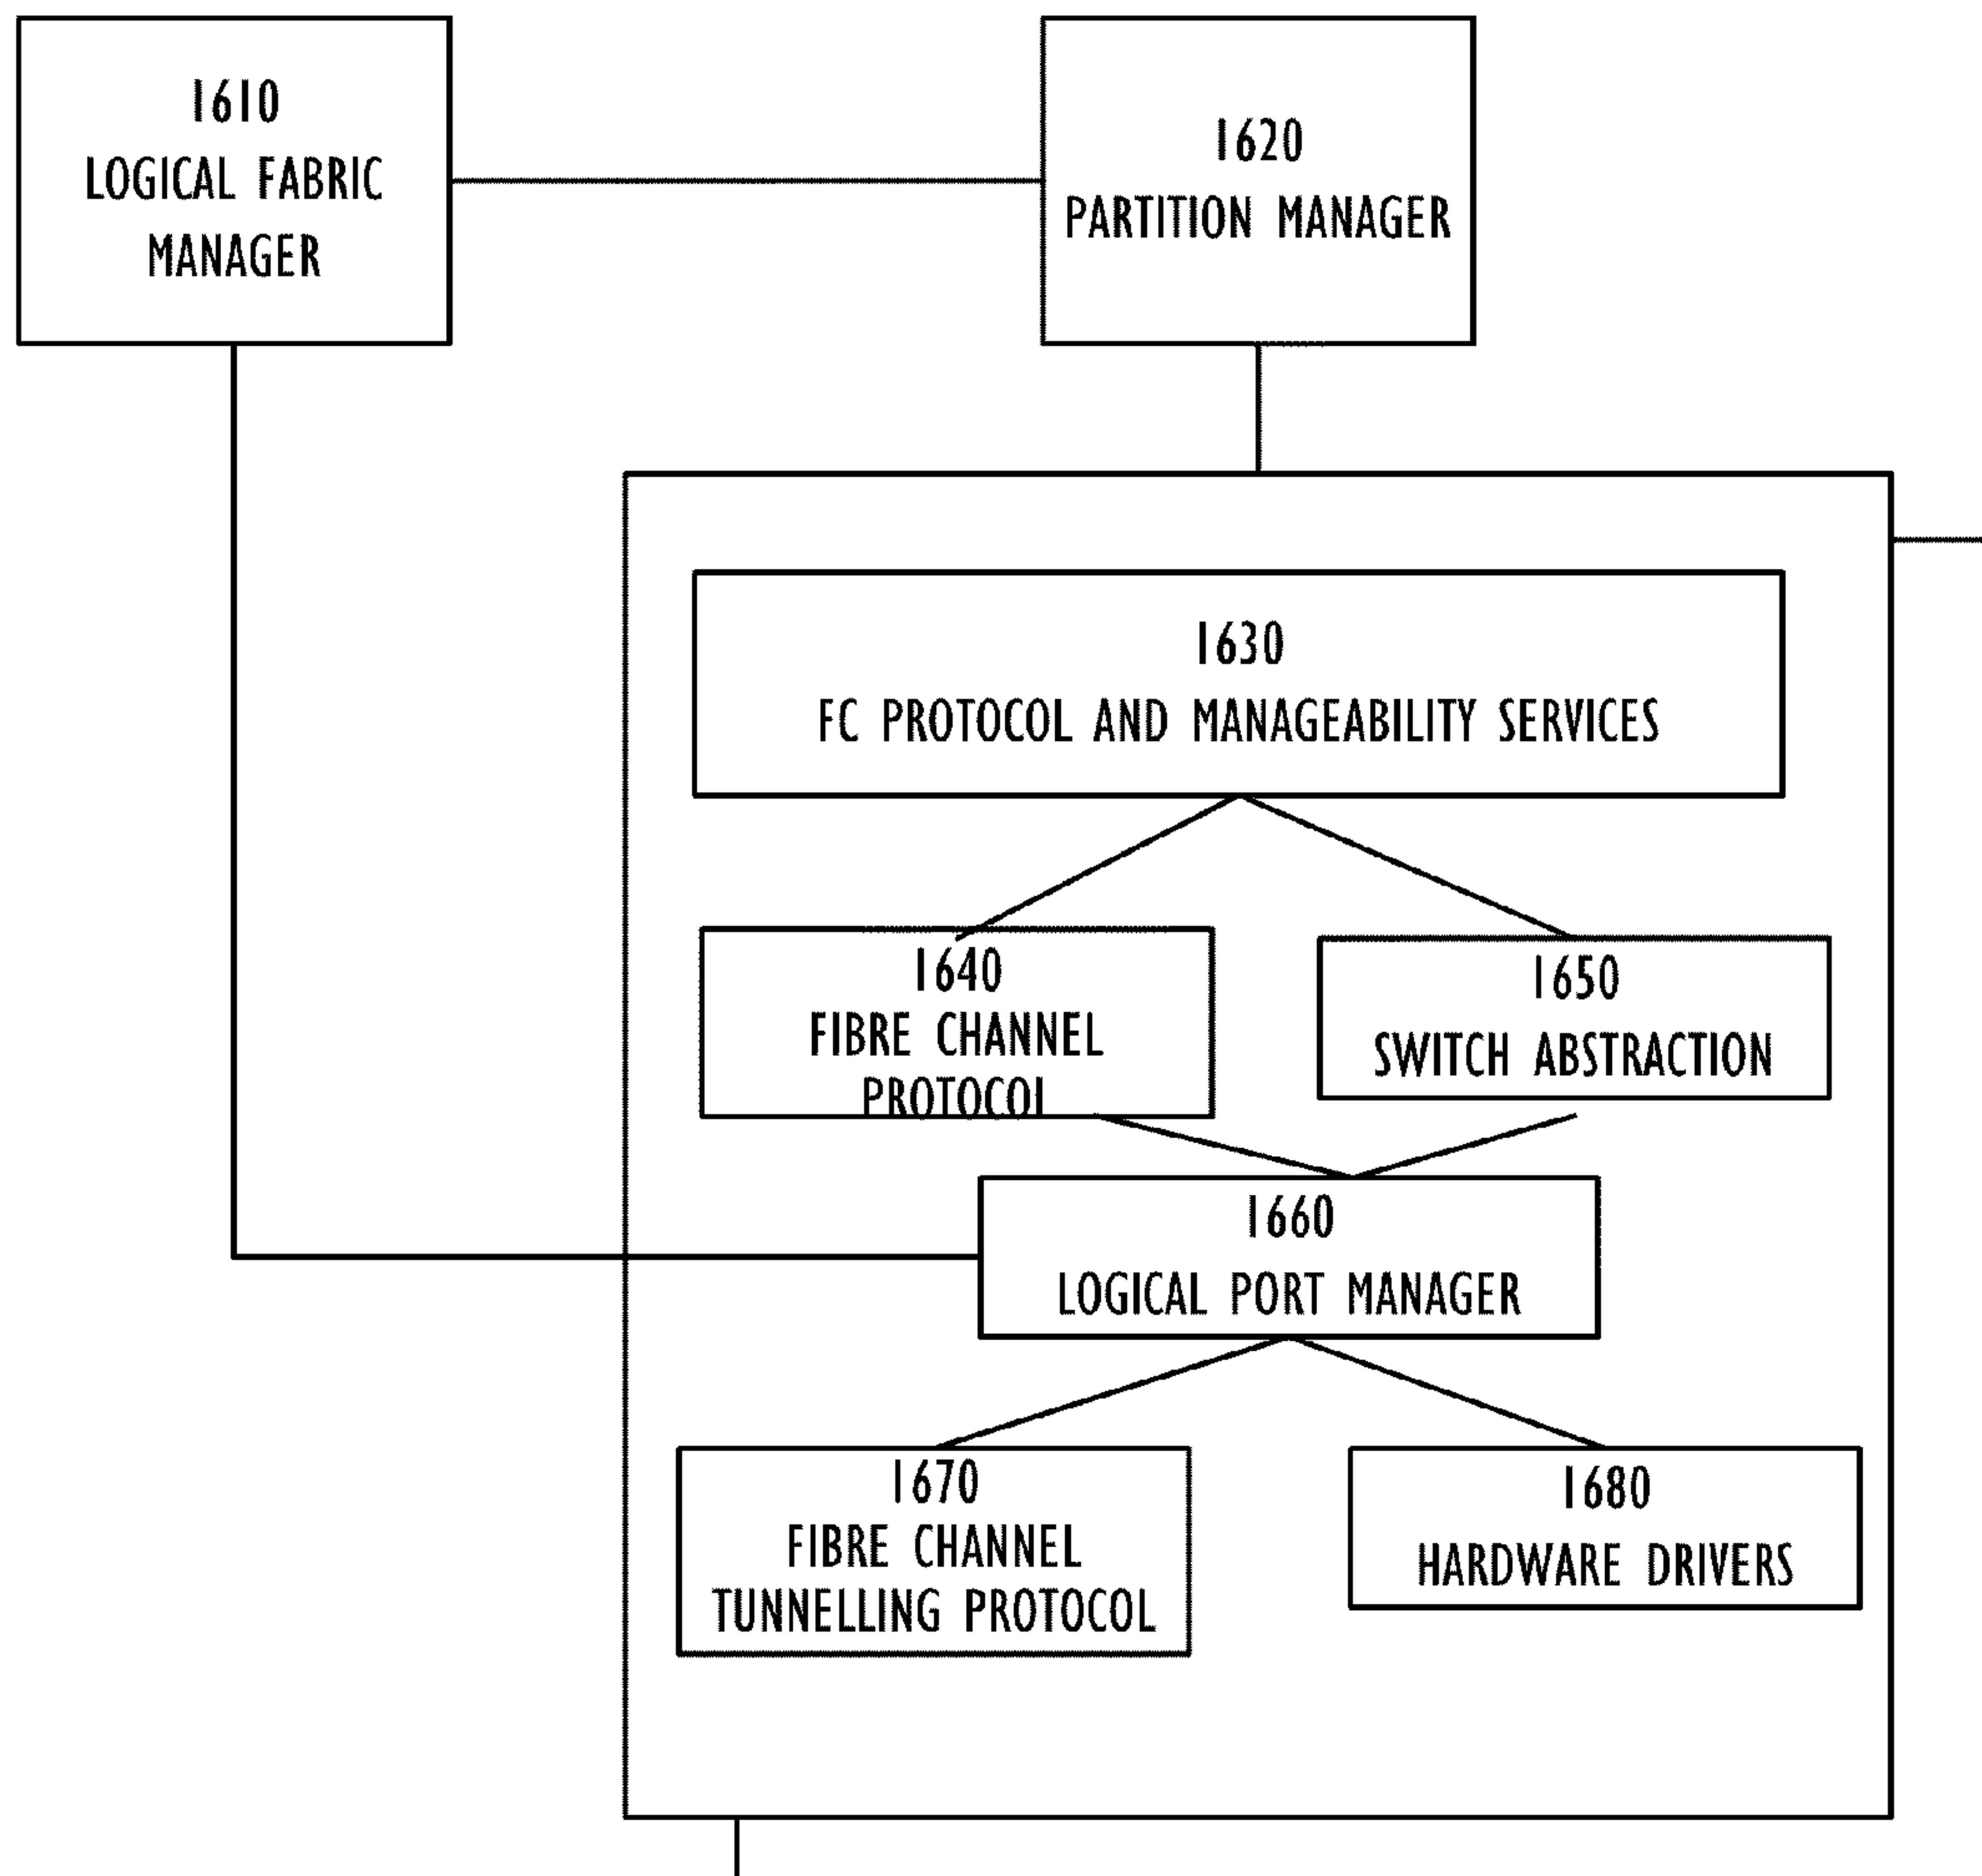 1610
LOGICAL FABRIC
MANAGER
1620
PARTITION MANAGER
1630
FC PROTOCOL AND MANAGEABILITY SERVICES
1640
FIBRE CHANNEL
PROTOCOL
1650
SWITCH ABSTRACTION
1660
LOGICAL PORT MANAGER
1670
FIBRE CHANNEL
TUNNELLING PROTOCOL
1680
HARDWARE DRIVERS